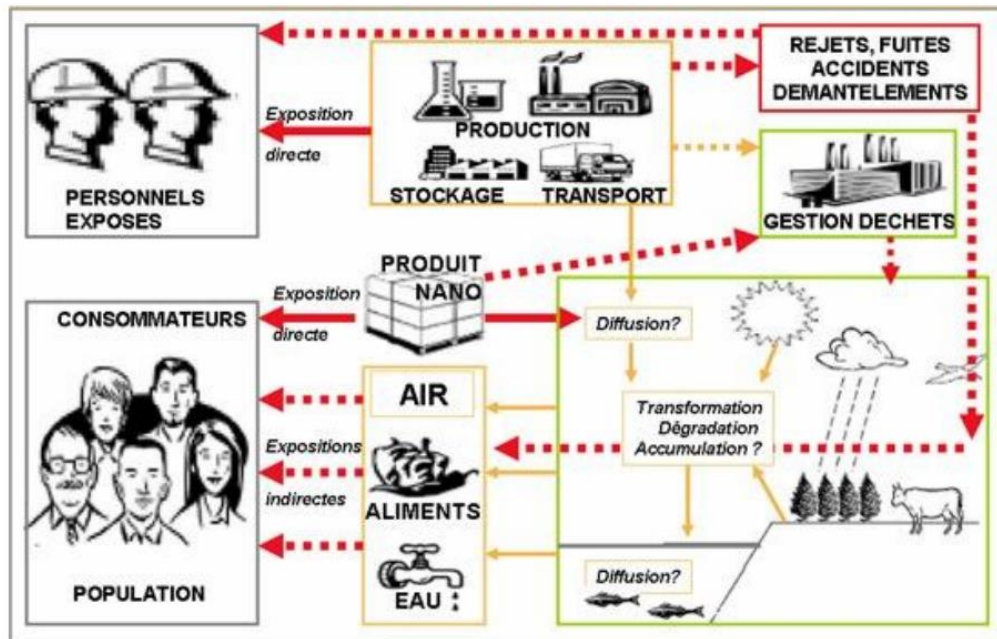 REJETS, FUITES
ACCIDENTS
DEMANTELEMENTS
Exposition
directe
PRODUCTION
STOCKAGE
TRANSPORT
PERSONNELS
EXPOSES
GESTION DECHETS
PRODUIT
NANO
Exposition
directe
CONSOMMATEURS
Diffusion?
AIR
Transformation
Dégradation
Accumulation ?
Expositions
indirectes
ALIMENTS
EAU
Diffusion?
POPULATION